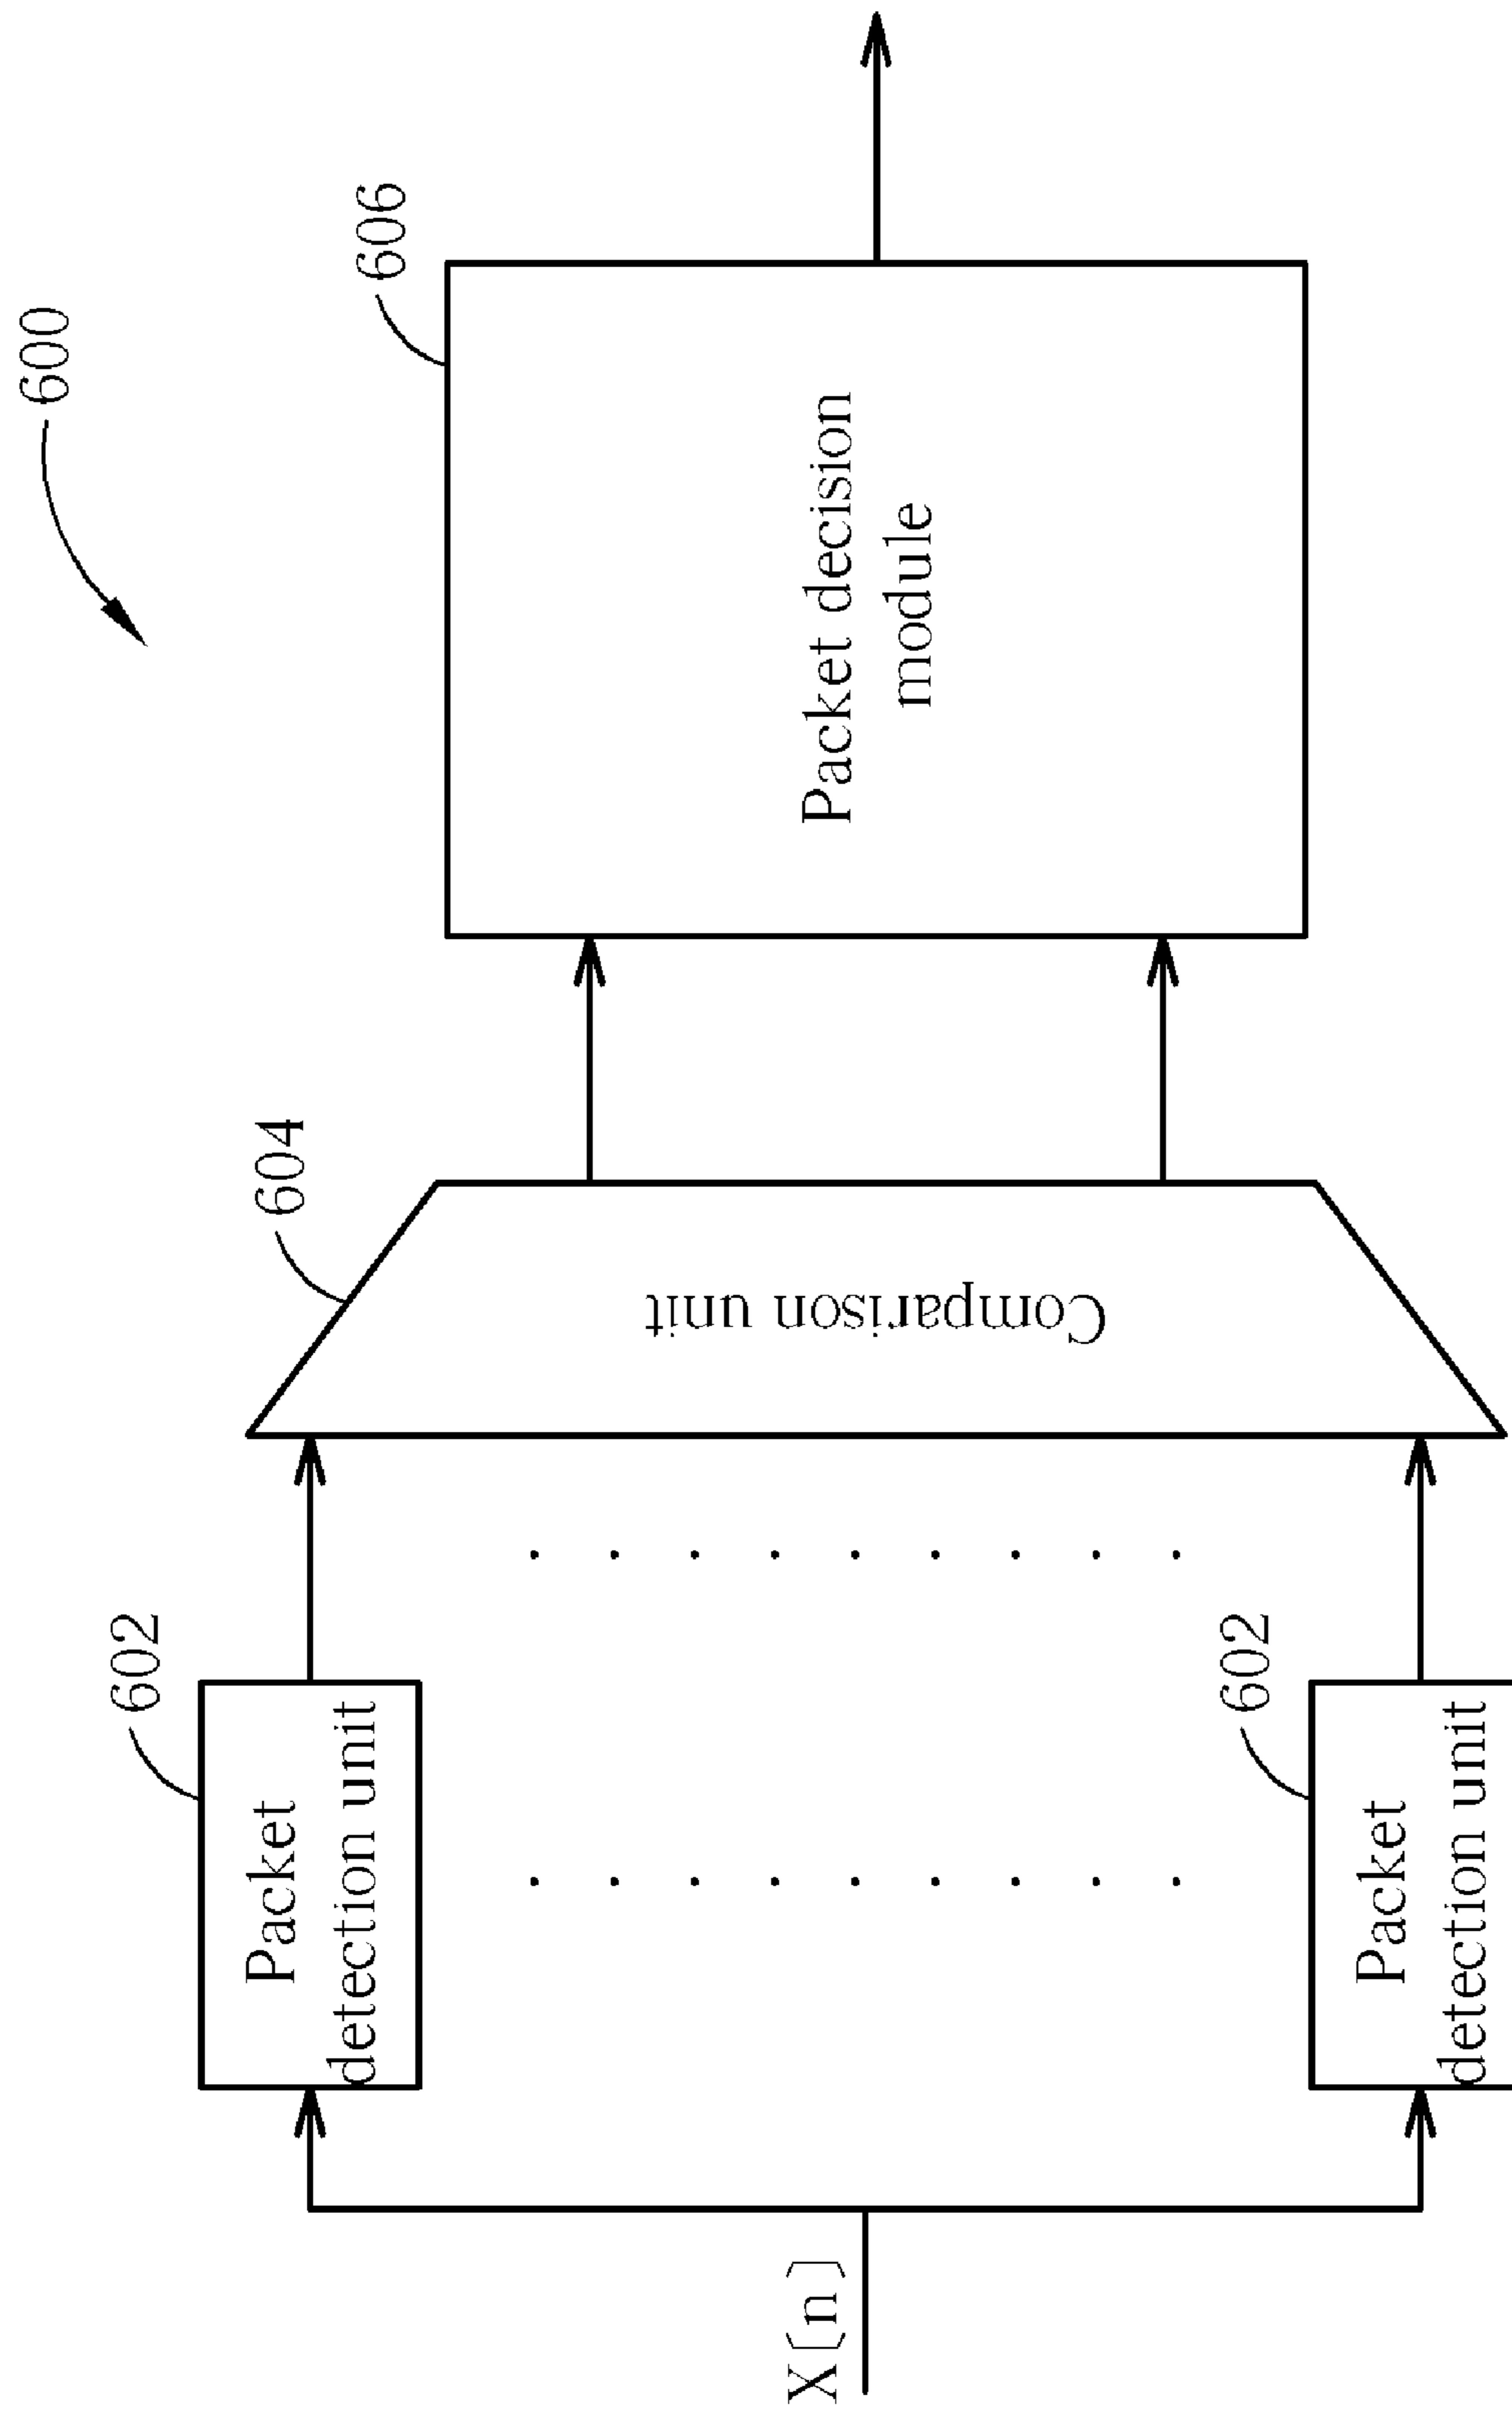 600
602
Packet
detection unit
604
606
X[n]
Comparison unit
Packet decision
module
602
Packet
detection unit